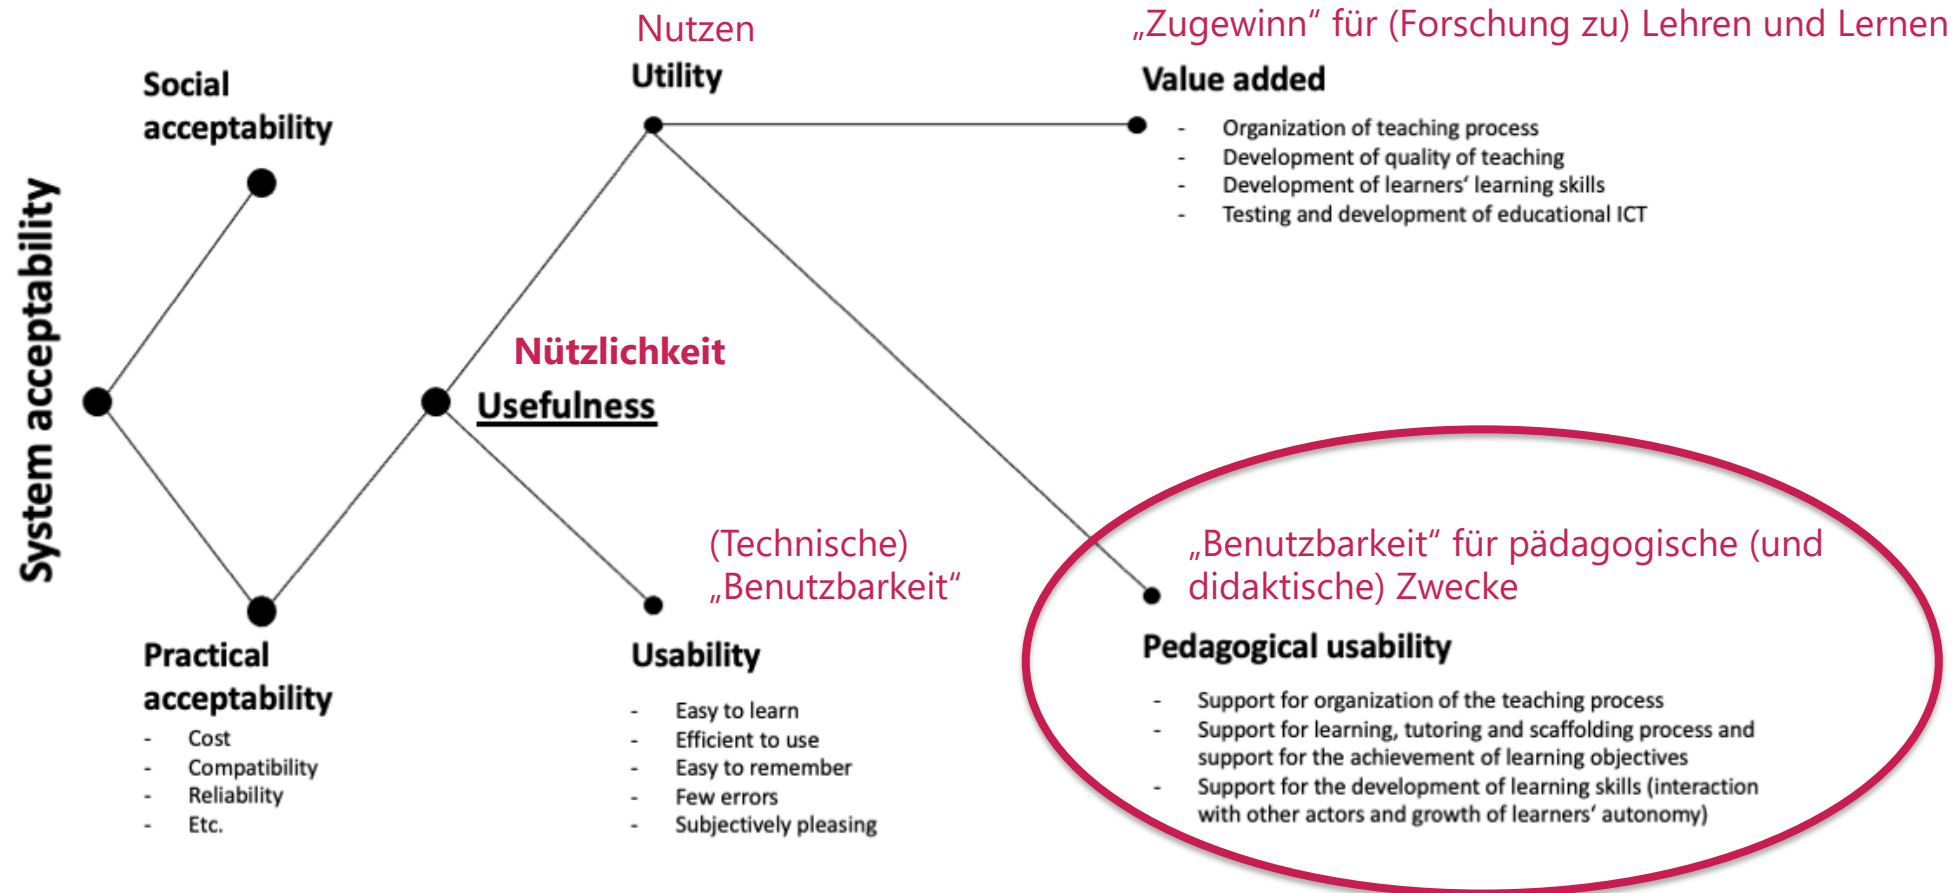 System acceptability
Social
acceptability
Nutzen
Utility
„Zugewinn“ für (Forschung zu) Lehren und Lernen
Value added
- Organization of teaching process
- Development of quality of teaching
- Development of learners‘ learning skills
- Testing and development of educational ICT
Nützlichkeit
Usefulness
Practical
acceptability
- Cost
- Compatibility
- Reliability
- Etc.
(Technische)
„Benutzbarkeit“
Usability
- Easy to learn
- Efficient to use
- Easy to remember
- Few errors
- Subjectively pleasing
„Benutzbarkeit“ für pädagogische (und
didaktische) Zwecke
Pedagogical usability
- Support for organization of the teaching process
- Support for learning, tutoring and scaffolding process and
support for the achievement of learning objectives
- Support for the development of learning skills (interaction
with other actors and growth of learners‘ autonomy)